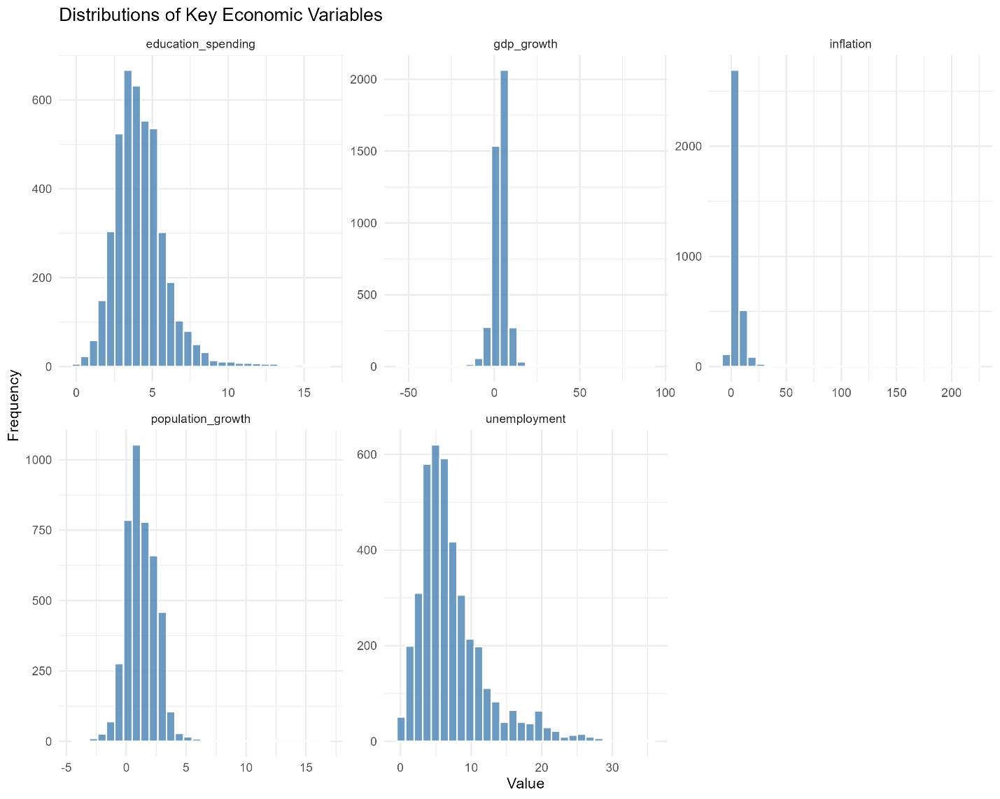 Distributions of Key Economic Variables
education_spending
600
400
200
0
0 5 10 15
gdp_growth
2000
1500
1000
500
0
-50 0 50 100
inflation
2000
1000
0
0 50 100 150 200
Frequency
population_growth
1000
750
500
250
0
-5 0 5 10 15
unemployment
600
400
200
0
0 10 20 30
Value